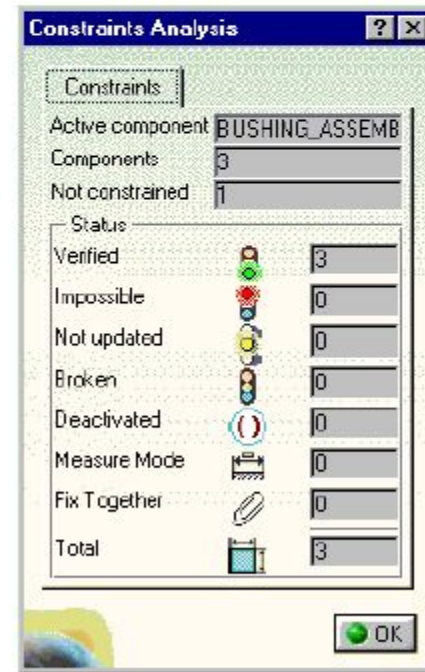 Constraints Analysis
Constraints
Active component BUSHING_ASSEMB
Components 3
Not constrained 1
Status
Verified 3
Impossible 0
Not updated 0
Broken 0
Deactivated 0
Measure Mode 0
Fix Together 0
Total 3
OK